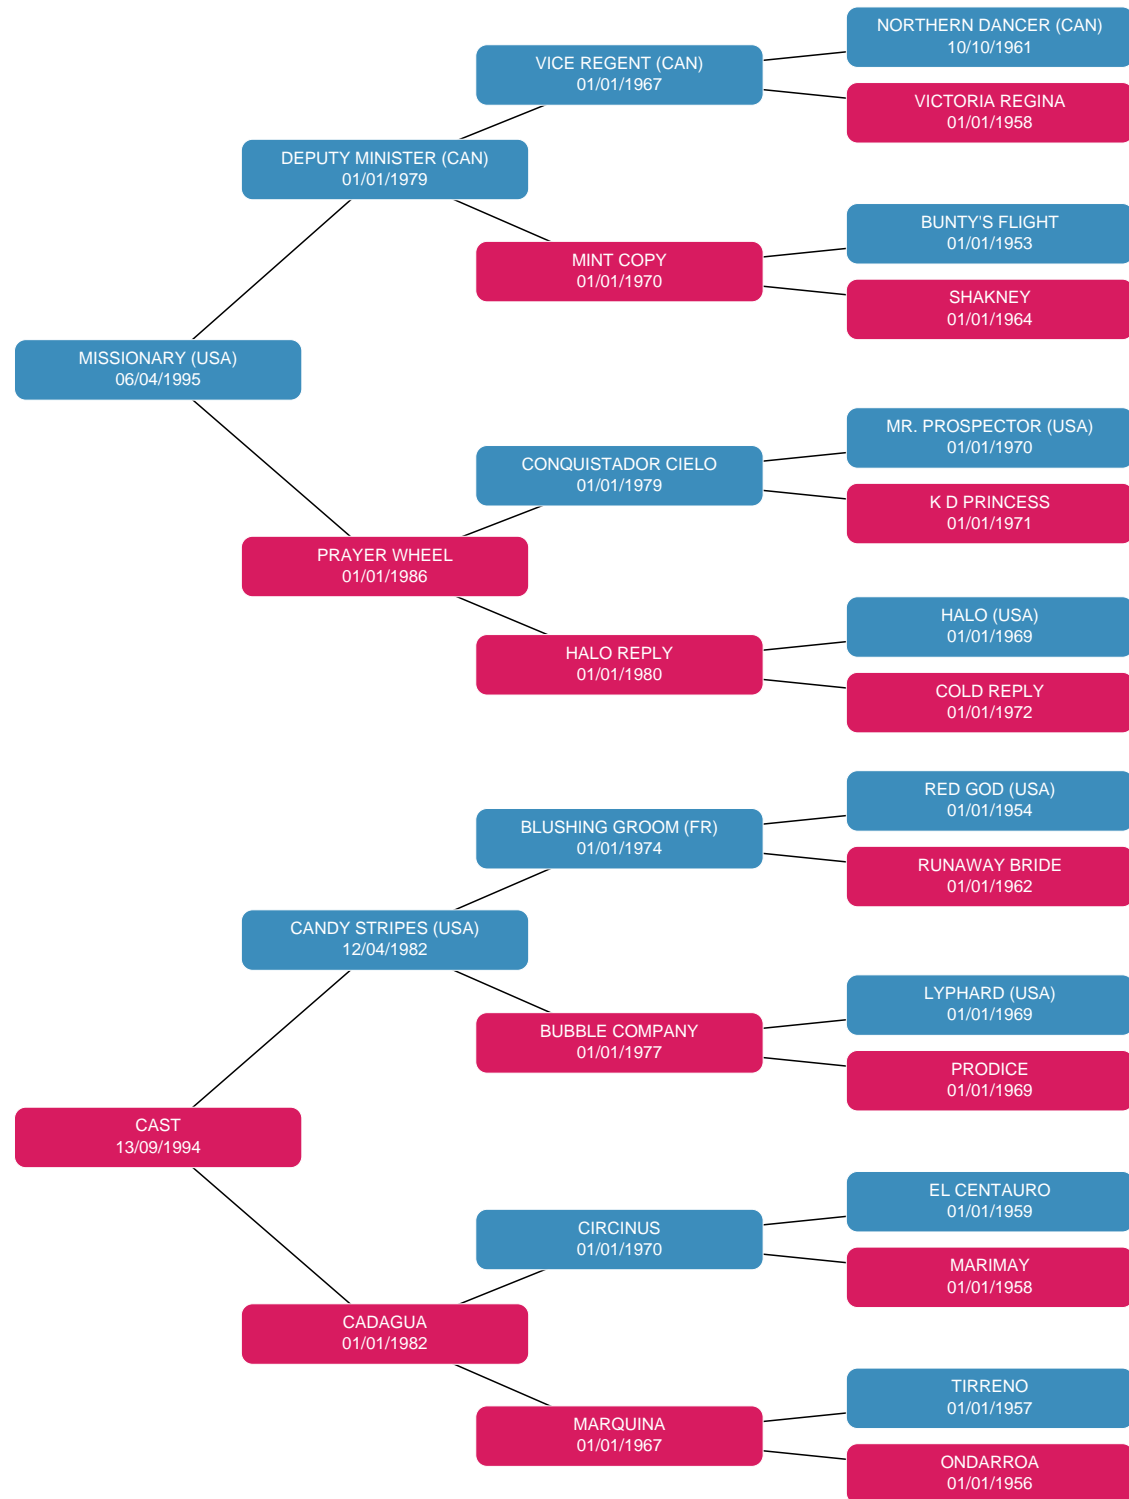 NORTHERN DANCER (CAN)
10/10/1961
VICE REGENT (CAN)
01/01/1967
VICTORIA REGINA
01/01/1958
DEPUTY MINISTER (CAN)
01/01/1979
BUNTY'S FLIGHT
01/01/1953
MINT COPY
01/01/1970
SHAKNEY
01/01/1964
MISSIONARY (USA)
06/04/1995
MR. PROSPECTOR (USA)
01/01/1970
CONQUISTADOR CIELO
01/01/1979
K D PRINCESS
01/01/1971
PRAYER WHEEL
01/01/1986
HALO (USA)
01/01/1969
HALO REPLY
01/01/1980
COLD REPLY
01/01/1972
RED GOD (USA)
01/01/1954
BLUSHING GROOM (FR)
01/01/1974
RUNAWAY BRIDE
01/01/1962
CANDY STRIPES (USA)
12/04/1982
LYPHARD (USA)
01/01/1969
BUBBLE COMPANY
01/01/1977
PRODICE
01/01/1969
CAST
13/09/1994
EL CENTAURO
01/01/1959
CIRCINUS
01/01/1970
MARIMAY
01/01/1958
CADAGUA
01/01/1982
TIRRENO
01/01/1957
MARQUINA
01/01/1967
ONDARROA
01/01/1956